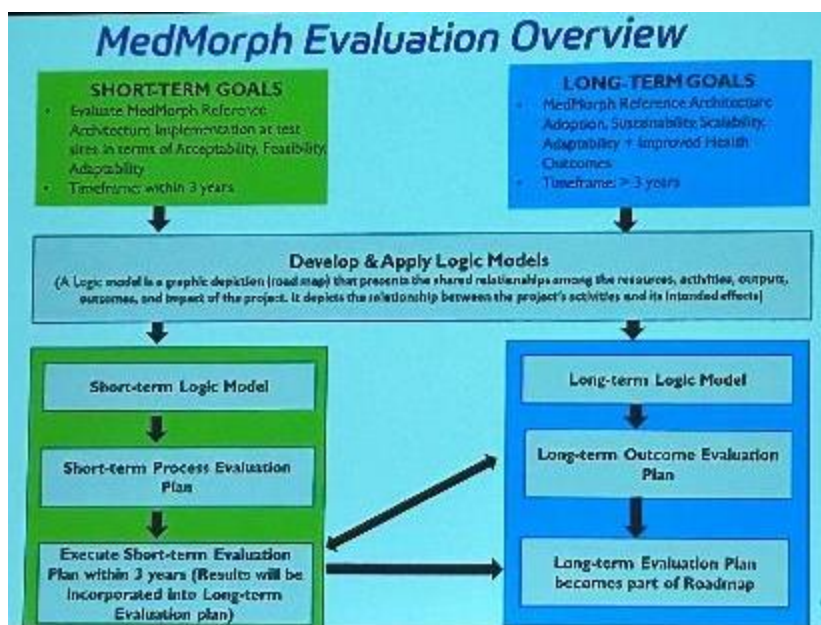 MedMorph Evaluation Overview
SHORT-TERM GOALS
• Evaluate MedMorph Reference
Architecture Implementation at test
sites in terms of Acceptability, Feasibility,
Adaptability
• Timeframe: within 3 years
LONG-TERM GOALS
• MedMorph Reference Architecture
Adoption, Sustainability, Scalability,
Adaptability + Improved Health
Outcomes
• Timeframe: > 3 years
Develop & Apply Logic Models
(A Logic model is a graphic depiction (road map) that presents the shared relationships among the resources, activities, outputs,
outcomes, and impact of the project. It depicts the relationship between the project's activities and its intended effects)
Short-term Logic Model
Short-term Process Evaluation
Plan
Execute Short-term Evaluation
Plan within 3 years (Results will be
Incorporated into Long-term
Evaluation plan)
Long-term Logic Model
Long-term Outcome Evaluation
Plan
Long-term Evaluation Plan
becomes part of Roadmap